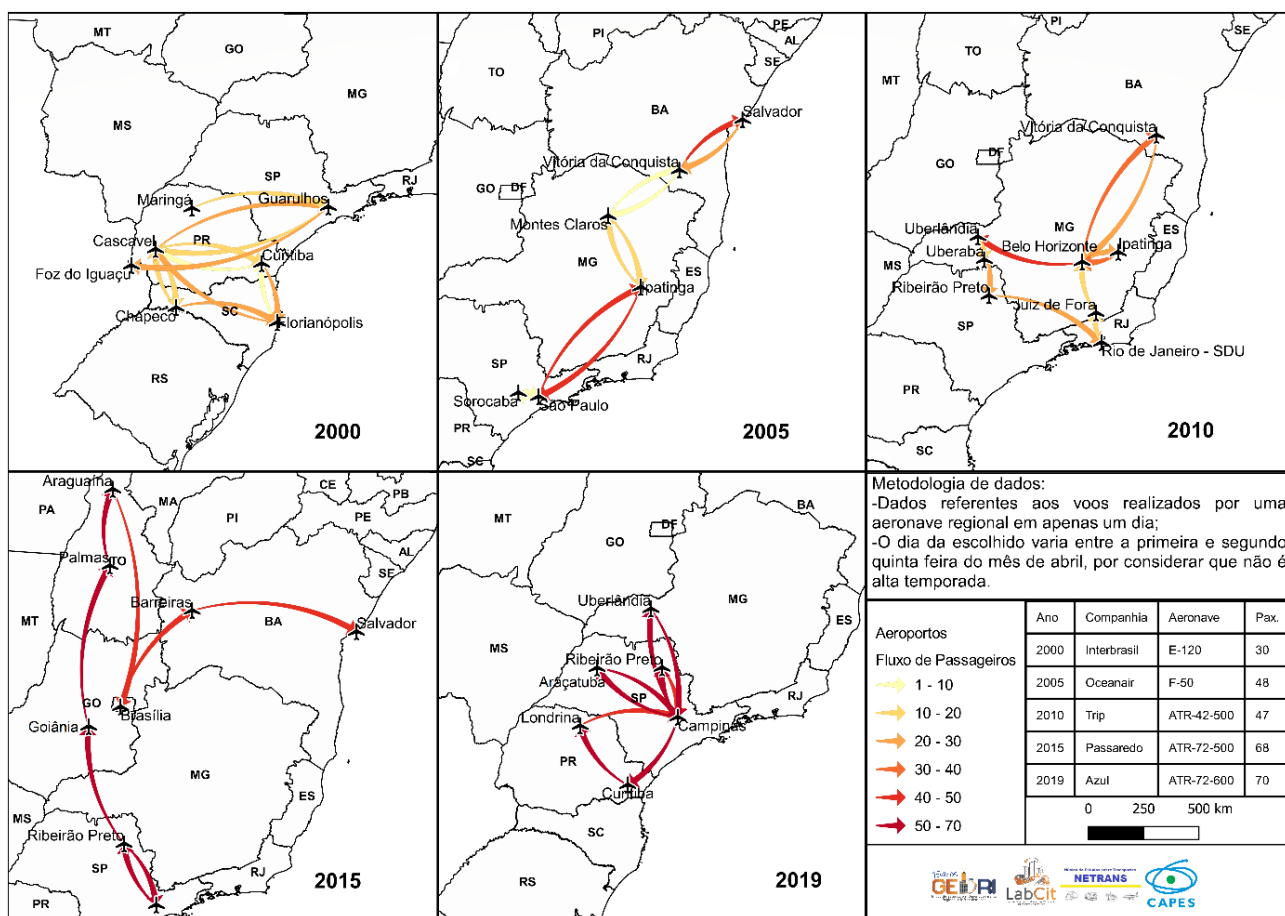 MT
GO
MG
MS
SP
RJ
Maringá
Guarulhos
Cascavel
PR
Curitiba
Foz do Iguaçu
Chapecó
SC
Florianópolis
RS
2000
PI
PE
AL
SE
TO
BA
Salvador
Vitória da Conquista
GO
DF
Montes Claros
MG
ES
Ipatinga
SP
RJ
Sorocaba
São Paulo
PR
SC
2005
PI
SE
TO
MT
BA
Vitória da Conquista
DF
GO
MG
ES
Uberlândia
Belo Horizonte
Ipatinga
Uberaba
MS
Ribeirão Preto
Juiz de Fora
RJ
SP
Rio de Janeiro - SDU
PR
SC
2010
Araguaína
MA
CE
PB
PA
PI
PE
AL
Palmas
TO
SE
Barreiras
MT
BA
Salvador
GO
Brasília
Goiânia
MG
ES
MS
Ribeirão Preto
SP
RJ
PR
2015
BA
MT
DF
GO
Uberlândia
MG
ES
MS
Ribeirão Preto
Araçatuba
SP
RJ
Londrina
Campinas
PR
Curitiba
SC
RS
2019
Metodologia de dados:
-Dados referentes aos voos realizados por uma
aeronave regional em apenas um dia;
-O dia da escolhido varia entre a primeira e segundo
quinta feira do mês de abril, por considerar que não é
alta temporada.
Aeroportos
Fluxo de Passageiros
1 - 10
10 - 20
20 - 30
30 - 40
40 - 50
50 - 70
Ano Companhia Aeronave Pax.
2000 Interbrasil E-120 30
2005 Oceanair F-50 48
2010 Trip ATR-42-500 47
2015 Passaredo ATR-72-500 68
2019 Azul ATR-72-600 70
0 250 500 km
LabCit
NETRANS
CAPES